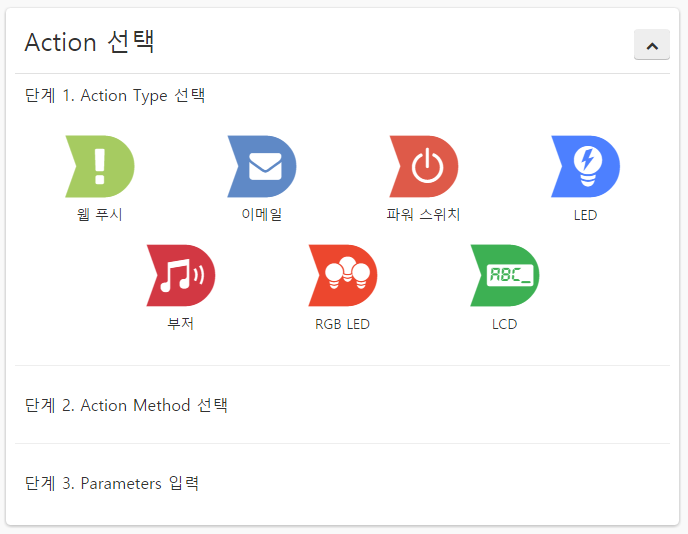 Action 선택
단계 1. Action Type 선택
웹 푸시
이메일
파워 스위치
LED
ABC_
부저
RGB LED
LCD
단계 2. Action Method 선택
단계 3. Parameters 입력